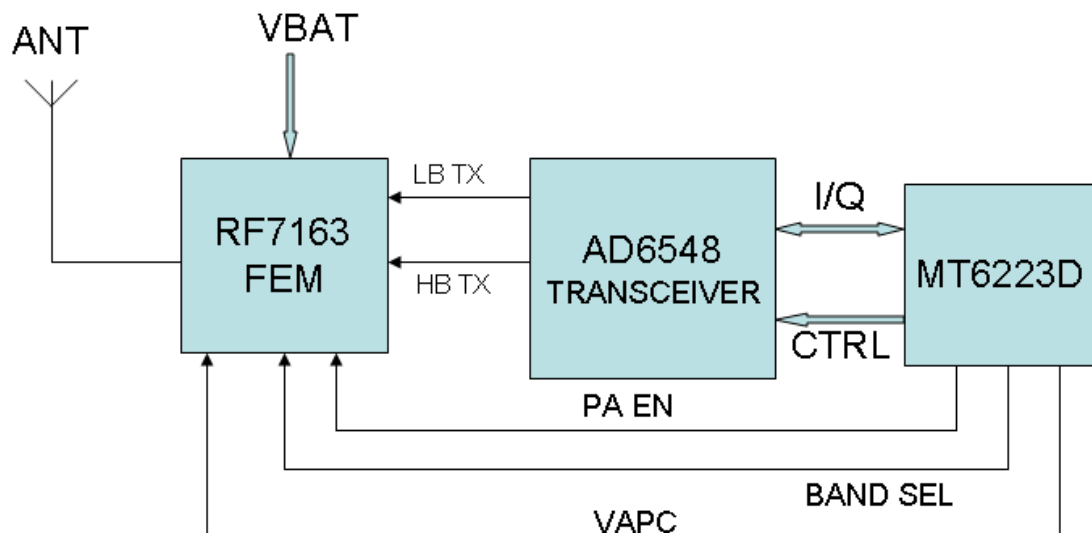 ANT
VBAT
LB TX
HB TX
RF7163
FEM
AD6548
TRANSCEIVER
I/Q
CTRL
MT6223D
PA EN
BAND SEL
VAPC